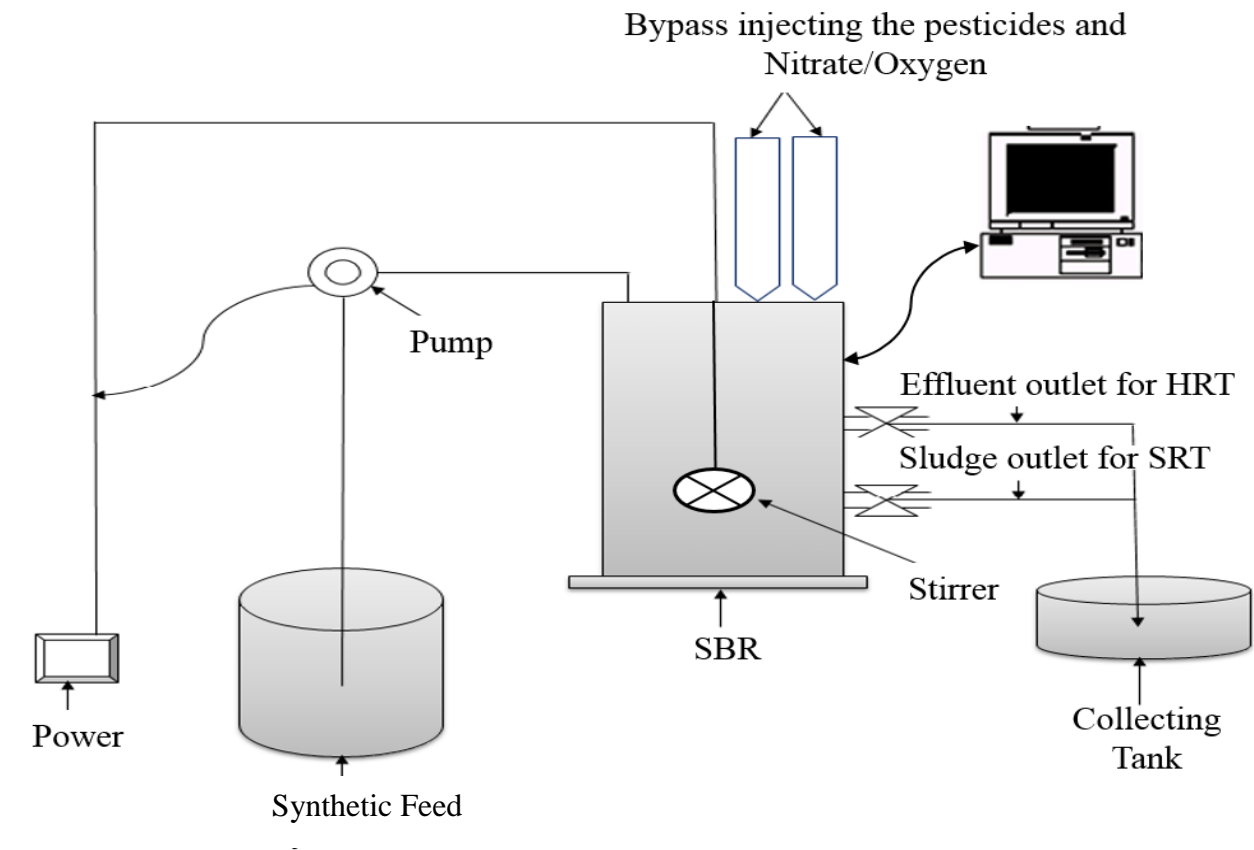 Bypass injecting the pesticides and
Nitrate/Oxygen
Pump
Effluent outlet for HRT
Sludge outlet for SRT
Stirrer
SBR
Power
Collecting
Tank
Synthetic Feed